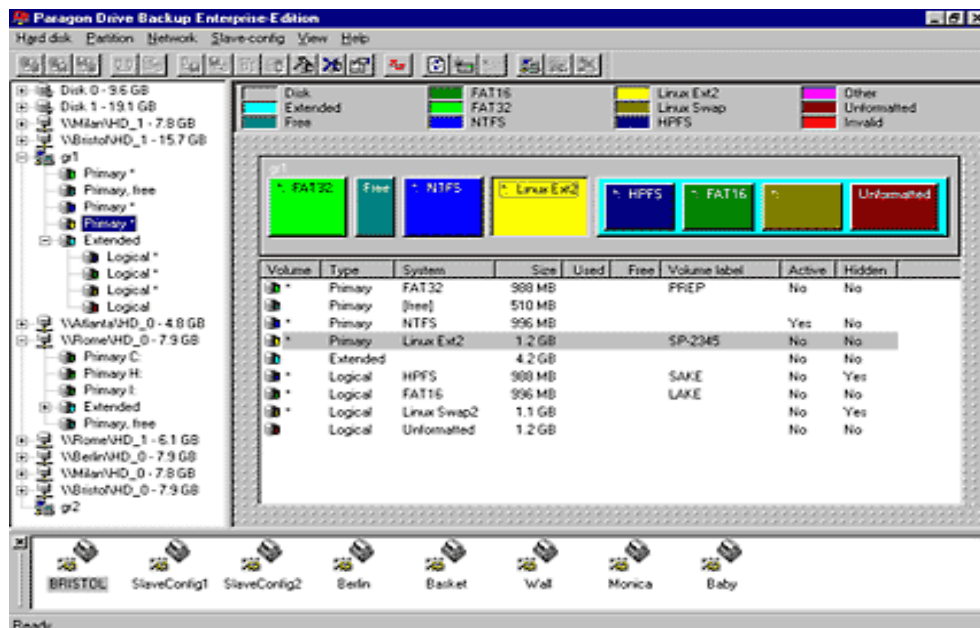 Paragon Drive Backup Enterprise-Edition
Hard disk Partition Network Slave-config View Help
Disk 0 - 9.6 GB
Disk 1 - 19.1 GB
\\Milan\HD_1 - 7.8 GB
\\Bristol\HD_1 - 15.7 GB
gr1
Primary *
Primary, free
Primary *
Primary *
Extended
Logical *
Logical *
Logical *
Logical
\\Atlanta\HD_0 - 4.8 GB
\\Rome\HD_0 - 7.9 GB
Primary C:
Primary H:
Primary I:
Extended
Primary, free
\\Rome\HD_1 - 6.1 GB
\\Berlin\HD_0 - 7.9 GB
\\Milan\HD_0 - 7.8 GB
\\Bristol\HD_0 - 7.9 GB
gr2
Disk FAT16 Linux Ext2 Other
Extended FAT32 Linux Swap Unformatted
Free NTFS HPFS Invalid
gr1
*. FAT32 Free *. NTFS *. Linux Ext2 *. HPFS *. FAT16 *. Unformatted
Volume Type System Size Used Free Volume label Active Hidden
* Primary FAT32 988 MB PREP No No
Primary [free] 510 MB
* Primary NTFS 996 MB Yes No
* Primary Linux Ext2 1.2 GB SP-2345 No No
Extended 4.2 GB No No
* Logical HPFS 988 MB SAKE No Yes
* Logical FAT16 996 MB LAKE No No
* Logical Linux Swap2 1.1 GB No Yes
Logical Unformatted 1.2 GB No No
BRISTOL SlaveConfig1 SlaveConfig2 Berlin Basket Wall Monica Baby
Ready